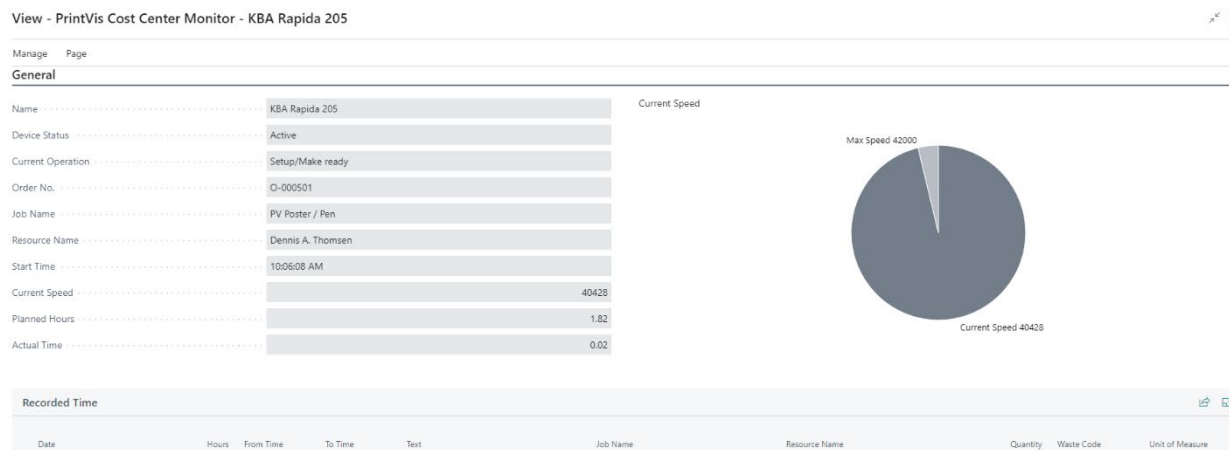 View - PrintVis Cost Center Monitor - KBA Rapida 205
Manage Page
General
Name KBA Rapida 205
Device Status Active
Current Operation Setup/Make ready
Order No. O-000501
Job Name PV Poster / Pen
Resource Name Dennis A. Thomsen
Start Time 10:06:08 AM
Current Speed 40428
Planned Hours 1.82
Actual Time 0.02
Current Speed
Max Speed 42000
Current Speed 40428
Recorded Time
Date Hours From Time To Time Text Job Name Resource Name Quantity Waste Code Unit of Measure